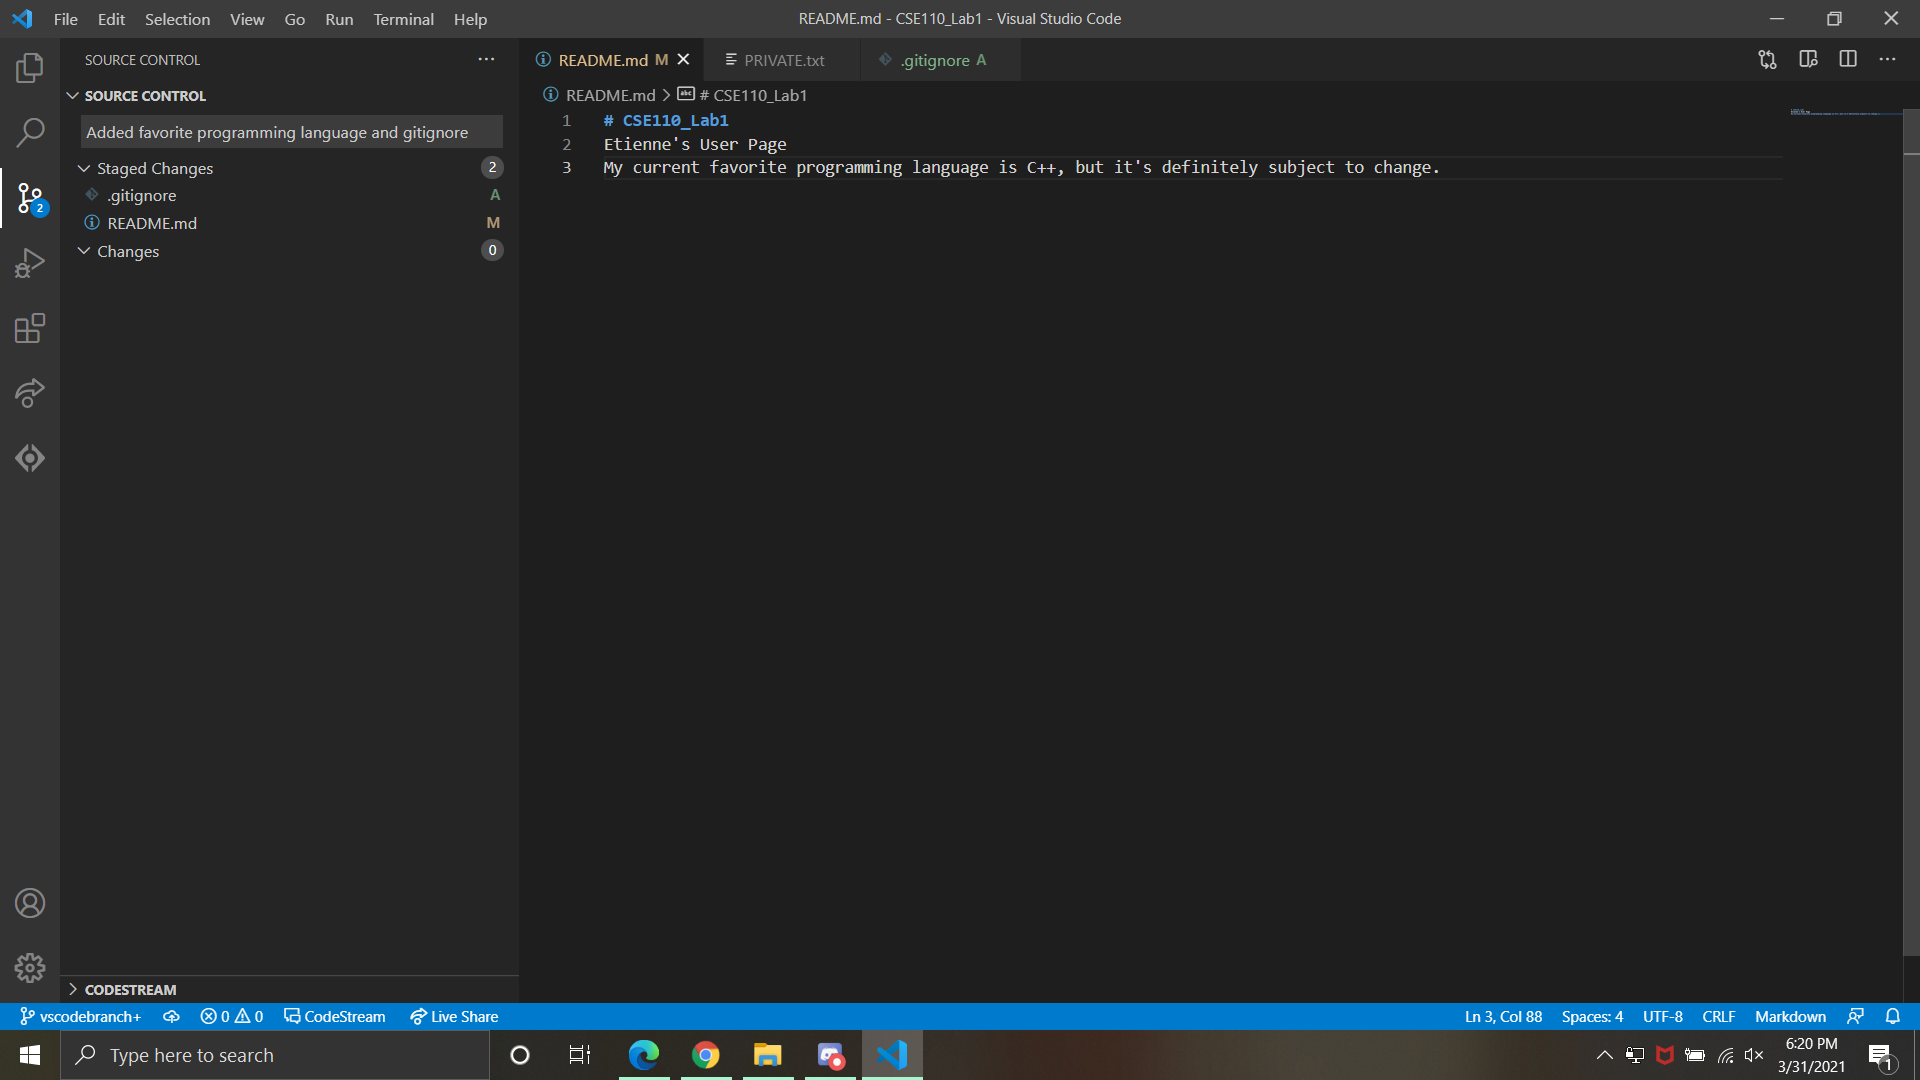 File Edit Selection View Go Run Terminal Help
README.md - CSE110_Lab1 - Visual Studio Code
SOURCE CONTROL
SOURCE CONTROL
Added favorite programming language and gitignore
Staged Changes 2
.gitignore A
README.md M
Changes 0
2
CODESTREAM
README.md M
PRIVATE.txt
.gitignore A
README.md > # CSE110_Lab1
1 # CSE110_Lab1
2 Etienne's User Page
3 My current favorite programming language is C++, but it's definitely subject to change.
vscodebranch+ 0 0 CodeStream Live Share
Ln 3, Col 88 Spaces: 4 UTF-8 CRLF Markdown
Type here to search
6:20 PM
3/31/2021
1